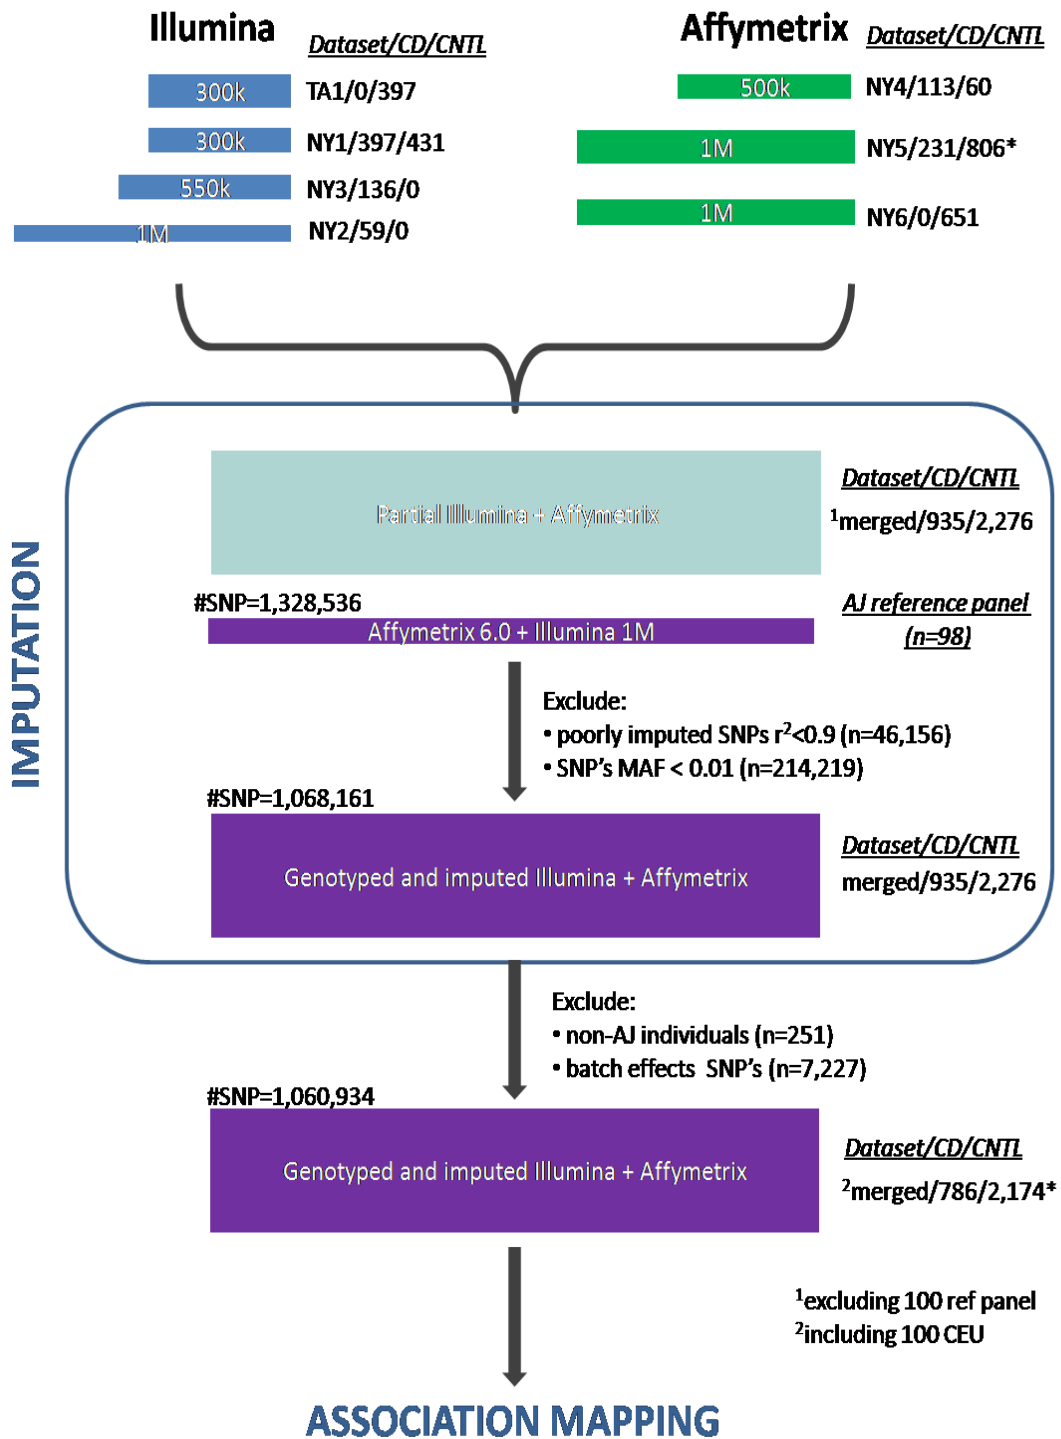 Illumina
Dataset/CD/CNTL
300k
TA1/0/397
300k
NY1/397/431
550k
NY3/136/0
1M
NY2/59/0
Affymetrix
Dataset/CD/CNTL
500k
NY4/113/60
1M
NY5/231/806*
1M
NY6/0/651
IMPUTATION
Partial Illumina + Affymetrix
Dataset/CD/CNTL
¹merged/935/2,276
#SNP=1,328,536
Affymetrix 6.0 + Illumina 1M
AJ reference panel
(n=98)
Exclude:
• poorly imputed SNPs r²<0.9 (n=46,156)
• SNP's MAF < 0.01 (n=214,219)
#SNP=1,068,161
Genotyped and imputed Illumina + Affymetrix
Dataset/CD/CNTL
merged/935/2,276
Exclude:
• non-AJ individuals (n=251)
• batch effects SNP's (n=7,227)
#SNP=1,060,934
Genotyped and imputed Illumina + Affymetrix
Dataset/CD/CNTL
²merged/786/2,174*
¹excluding 100 ref panel
²including 100 CEU
ASSOCIATION MAPPING